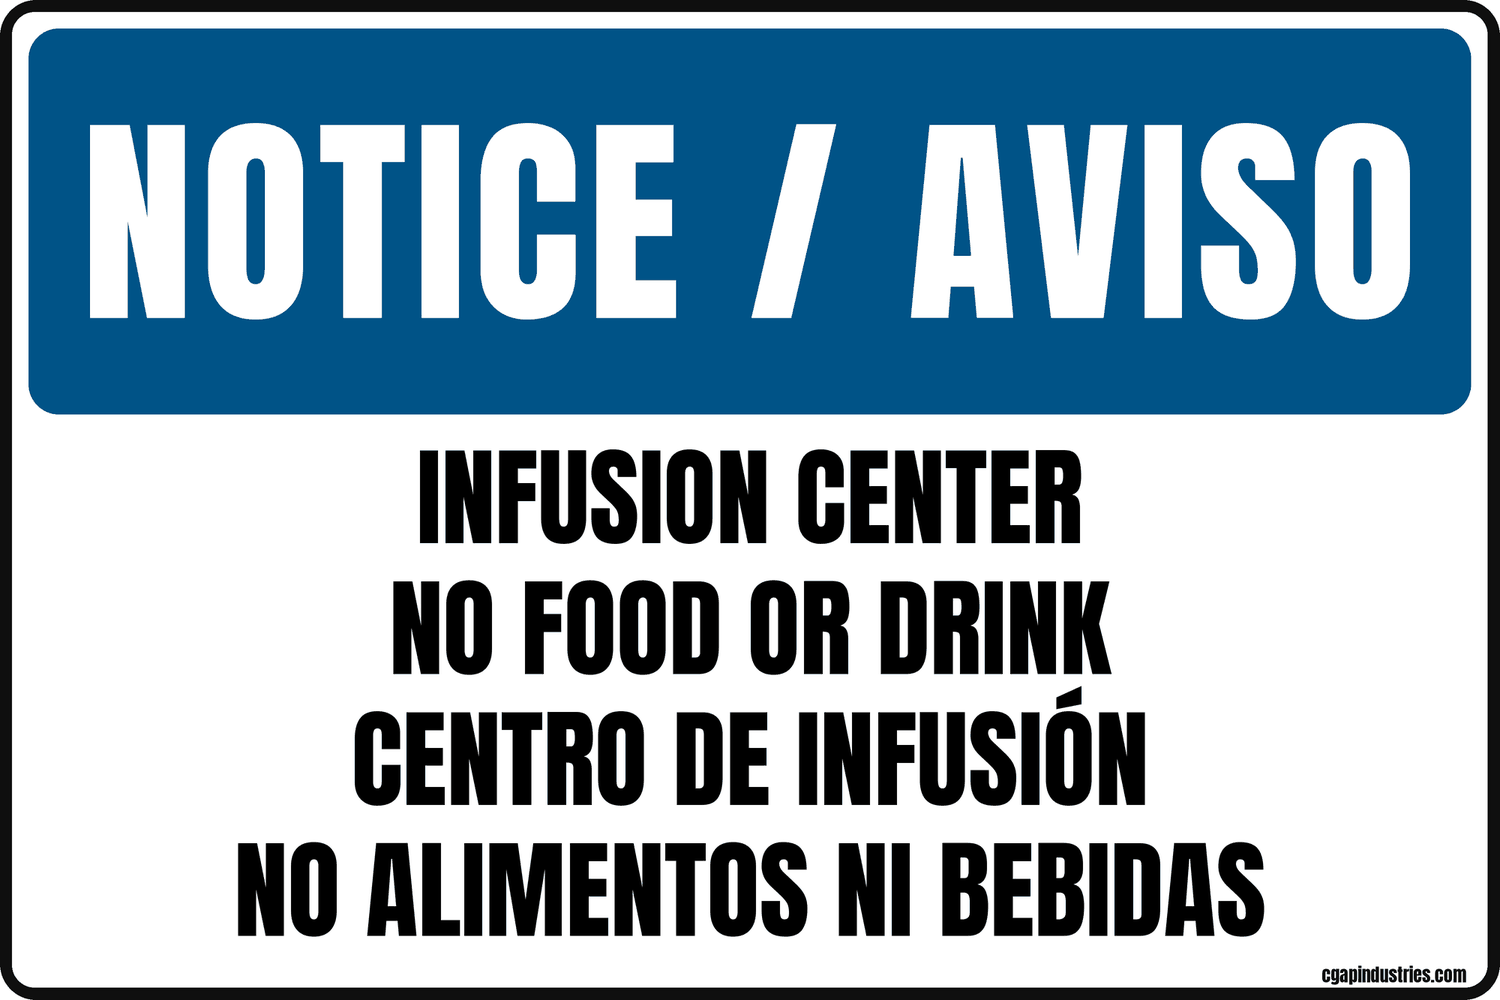 NOTICE / AVISO
INFUSION CENTER
NO FOOD OR DRINK
CENTRO DE INFUSIÓN
NO ALIMENTOS NI BEBIDAS
cgapindustries.com